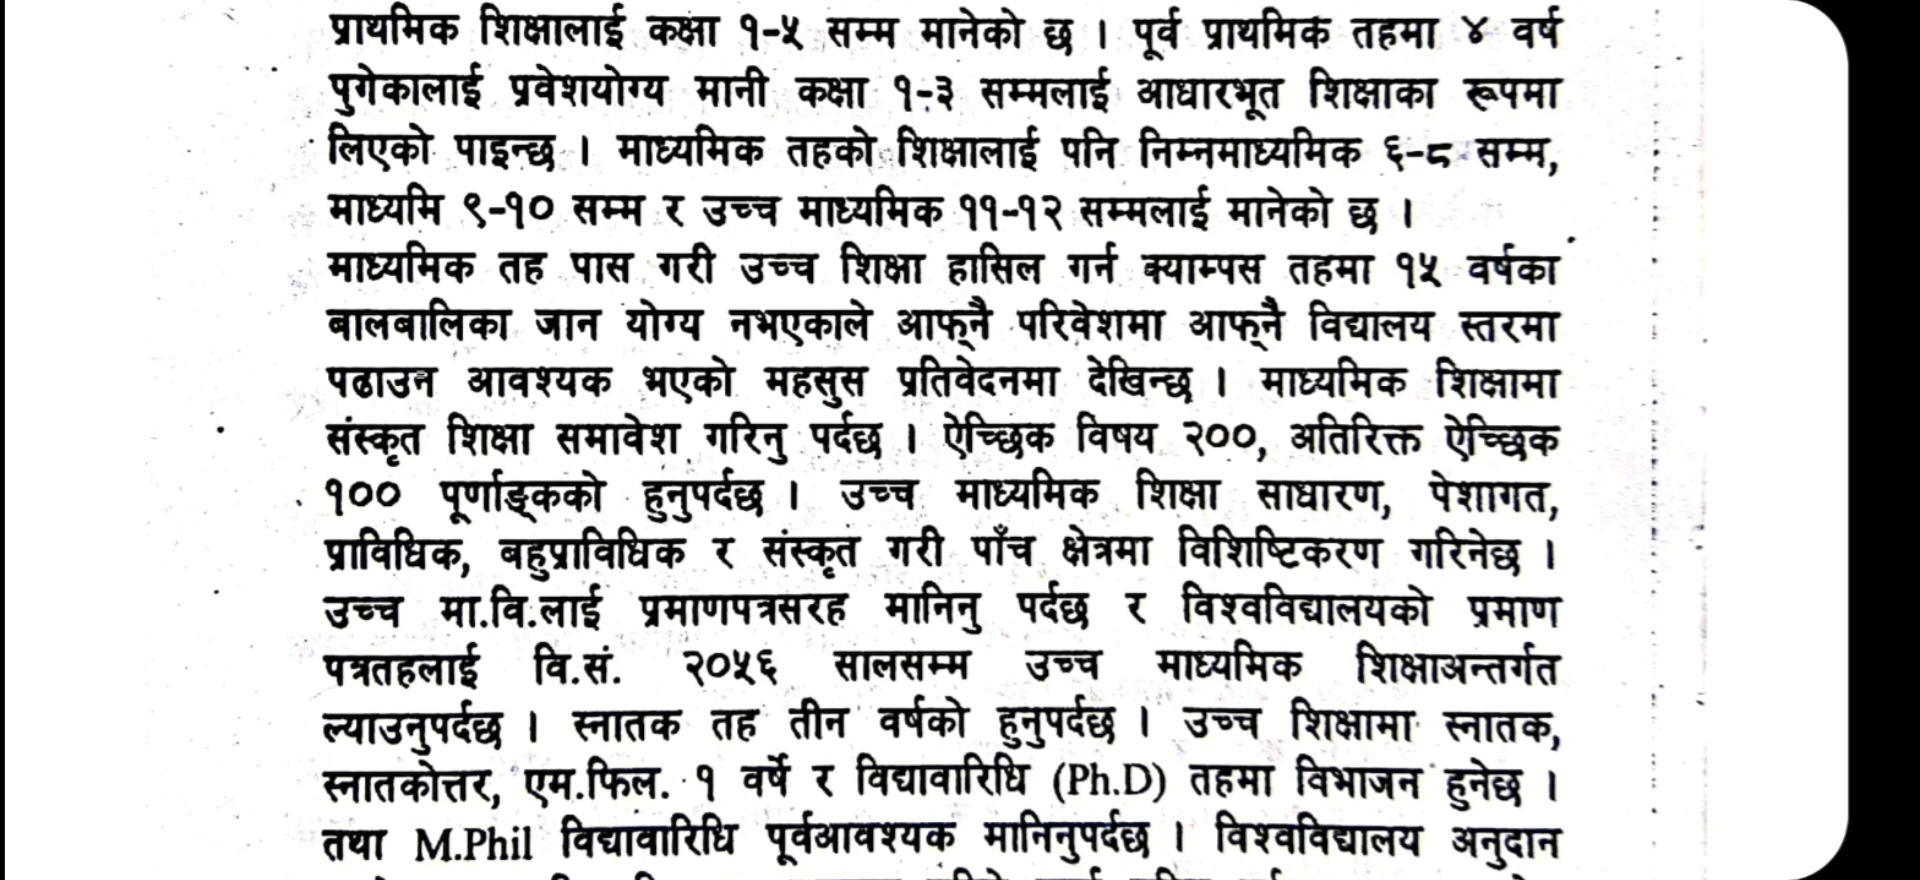 प्राथमिक शिक्षालाई कक्षा १-५ सम्म मानेको छ । पूर्व प्राथमिक तहमा ४ वर्ष
पुगेकालाई प्रवेशयोग्य मानी कक्षा १-३ सम्मलाई आधारभूत शिक्षाका रूपमा
लिएको पाइन्छ । माध्यमिक तहको शिक्षालाई पनि निम्नमाध्यमिक ६-८ सम्म,
माध्यमि ९-१० सम्म र उच्च माध्यमिक ११-१२ सम्मलाई मानेको छ ।
माध्यमिक तह पास गरी उच्च शिक्षा हासिल गर्न क्याम्पस तहमा १५ वर्षका
बालबालिका जान योग्य नभएकाले आफ्‌नै परिवेशमा आफ्‌नै विद्यालय स्तरमा
पढाउन आवश्यक भएको महसुस प्रतिवेदनमा देखिन्छ । माध्यमिक शिक्षामा
संस्कृत शिक्षा समावेश गरिनु पर्दछ । ऐच्छिक विषय २००, अतिरिक्त ऐच्छिक
१०० पूर्णाङ्कको हुनुपर्दछ । उच्च माध्यमिक शिक्षा साधारण, पेशागत,
प्राविधिक, बहुप्राविधिक र संस्कृत गरी पाँच क्षेत्रमा विशिष्टिकरण गरिनेछ ।
उच्च मा.वि.लाई प्रमाणपत्रसरह मानिनु पर्दछ र विश्वविद्यालयको प्रमाण
पत्रतहलाई वि.सं. २०५६ सालसम्म उच्च माध्यमिक शिक्षाअन्तर्गत
ल्याउनुपर्दछ । स्नातक तह तीन वर्षको हुनुपर्दछ । उच्च शिक्षामा स्नातक,
स्नातकोत्तर, एम.फिल. १ वर्षे र विद्यावारिधि (Ph.D) तहमा विभाजन हुनेछ ।
तथा M.Phil विद्यावारिधि पूर्वआवश्यक मानिनुपर्दछ । विश्वविद्यालय अनुदान